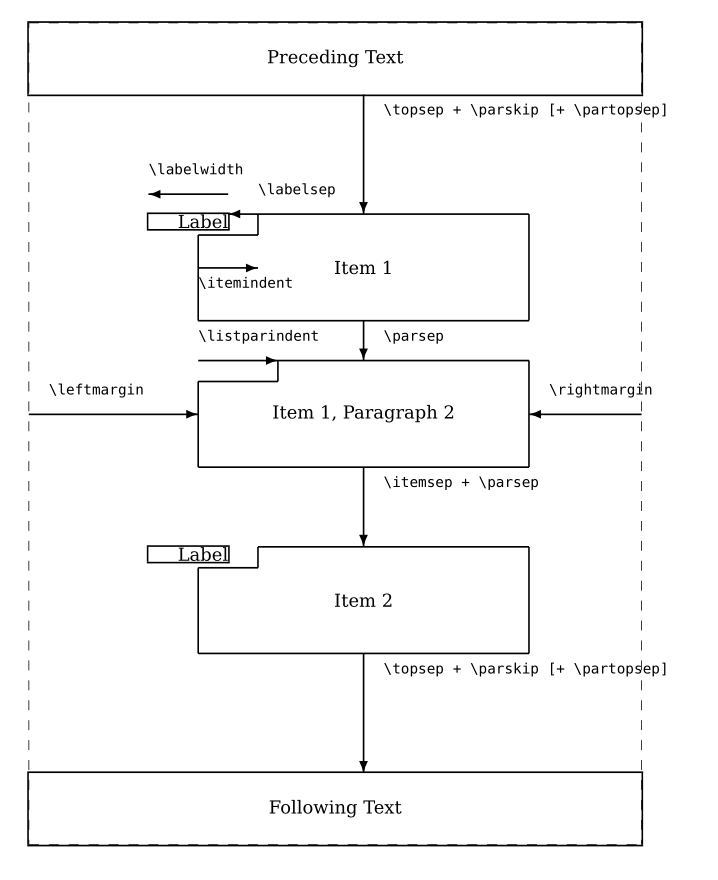 Preceding Text
\topsep + \parskip [+ \partopsep]
\labelwidth
\labelsep
Label
Item 1
\itemindent
\listparindent
\parsep
\leftmargin
\rightmargin
Item 1, Paragraph 2
\itemsep + \parsep
Label
Item 2
\topsep + \parskip [+ \partopsep]
Following Text